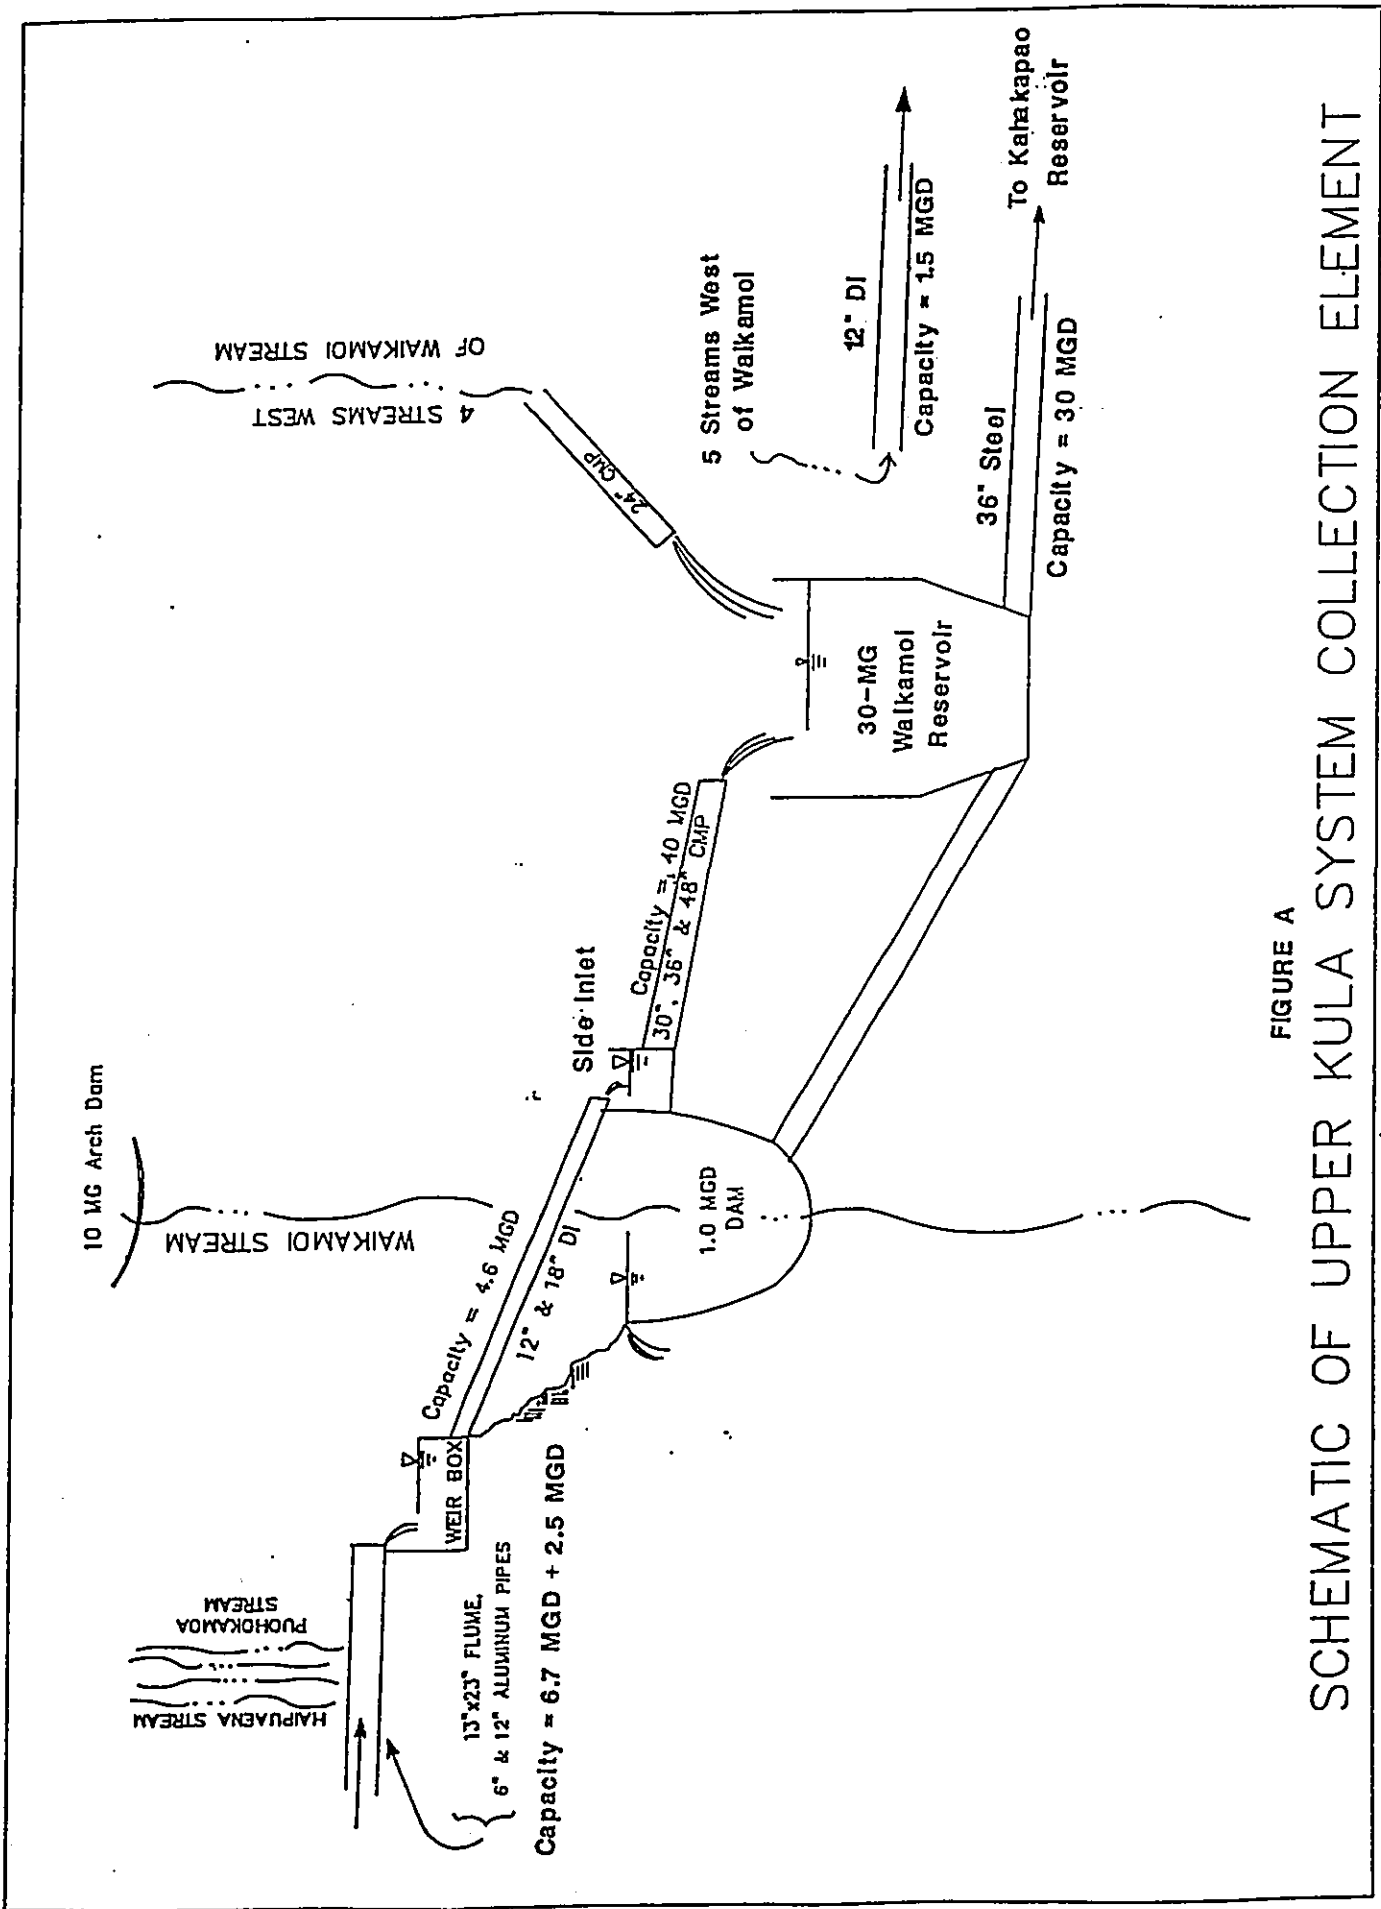 HAIPUAENA STREAM
PUOHOKAMOA
STREAM
13"x23" FLUME,
6" & 12" ALUMINUM PIPES
Capacity = 6.7 MGD + 2.5 MGD
WEIR BOX
10 MG Arch Dam
WAIKAMOI STREAM
Capacity = 4.6 MGD
12" & 18" DI
1.0 MGD
DAM
Side Inlet
Capacity = 40 MGD
30", 36" & 48" CMP
4 STREAMS WEST
OF WAIKAMOI STREAM
24" CMP
30-MG
Waikamoi
Reservoir
5 Streams West
of Waikamoi
12" DI
Capacity = 1.5 MGD
36" Steel
Capacity = 30 MGD
To Kahakapao
Reservoir
FIGURE A
SCHEMATIC OF UPPER KULA SYSTEM COLLECTION ELEMENT